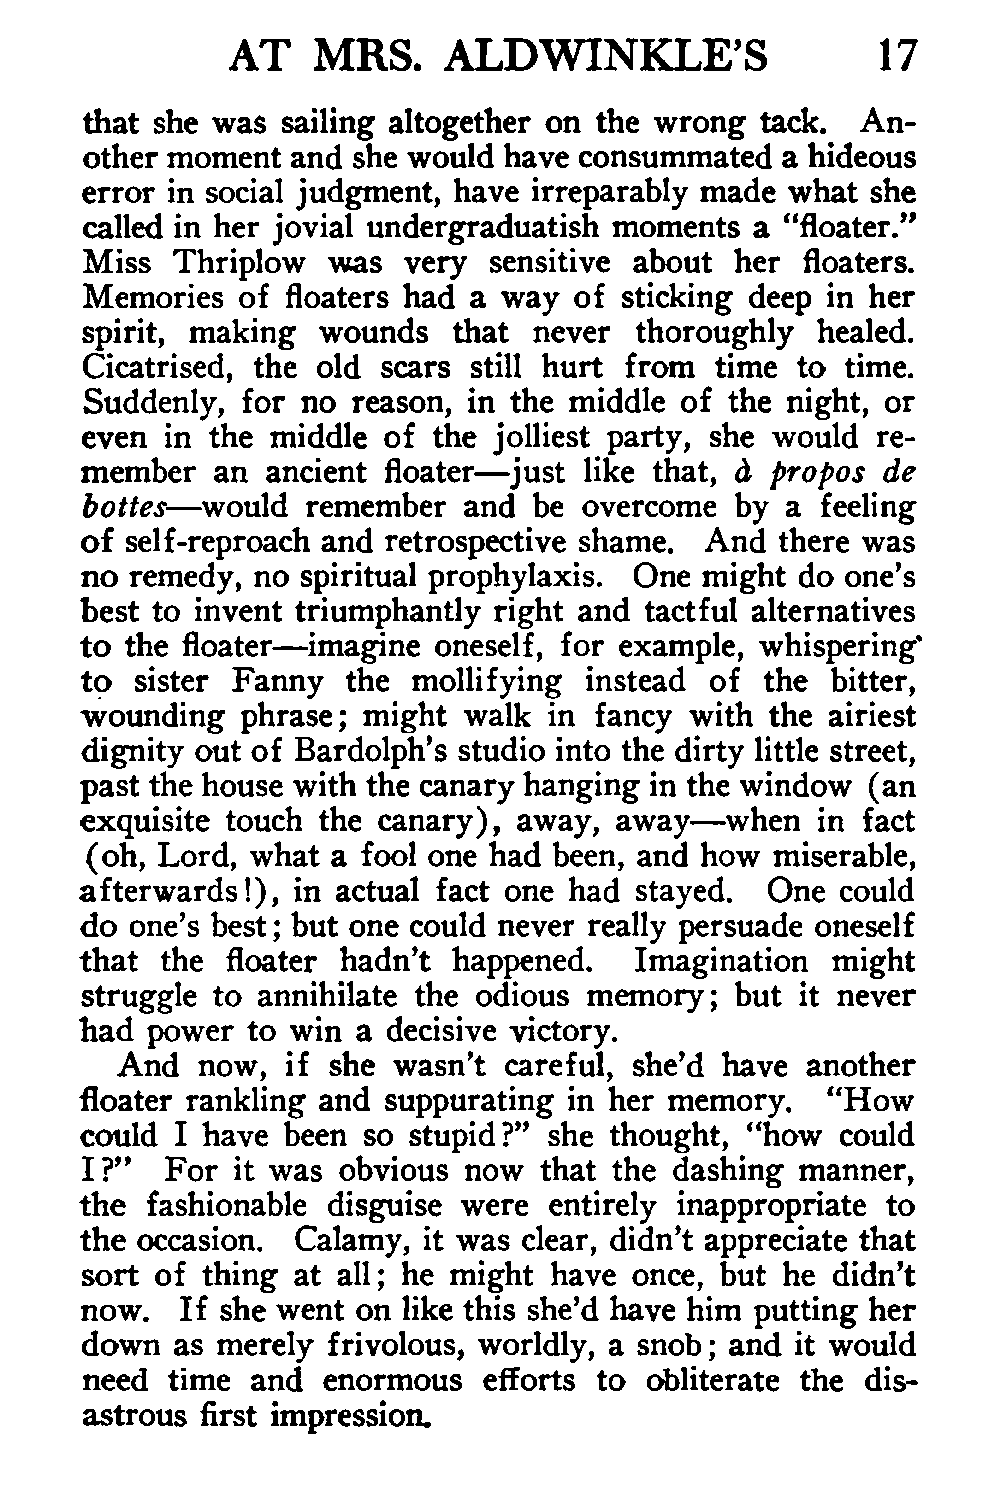 AT MRS. ALDWINKLE'S 17
that she was sailing altogether on the wrong tack. An-
other moment and she would have consummated a hideous
error in social judgment, have irreparably made what she
called in her jovial undergraduatish moments a “floater.”
Miss Thriplow was very sensitive about her floaters.
Memories of floaters had a way of sticking deep in her
spirit, making wounds that never thoroughly healed.
Cicatrised, the old scars still hurt from time to time.
Suddenly, for no reason, in the middle of the night, or
even in the middle of the jolliest party, she would re-
member an ancient floater—just like that, à propos de
bottes—would remember and be overcome by a feeling
of self-reproach and retrospective shame. And there was
no remedy, no spiritual prophylaxis. One might do one's
best to invent triumphantly right and tactful alternatives
to the floater—imagine oneself, for example, whispering
to sister Fanny the mollifying instead of the bitter,
wounding phrase; might walk in fancy with the airiest
dignity out of Bardolph's studio into the dirty little street,
past the house with the canary hanging in the window (an
exquisite touch the canary), away, away—when in fact
(oh, Lord, what a fool one had been, and how miserable,
afterwards!), in actual fact one had stayed. One could
do one's best; but one could never really persuade oneself
that the floater hadn't happened. Imagination might
struggle to annihilate the odious memory; but it never
had power to win a decisive victory.
And now, if she wasn't careful, she'd have another
floater rankling and suppurating in her memory. “How
could I have been so stupid?” she thought, “how could
I?” For it was obvious now that the dashing manner,
the fashionable disguise were entirely inappropriate to
the occasion. Calamy, it was clear, didn't appreciate that
sort of thing at all; he might have once, but he didn't
now. If she went on like this she'd have him putting her
down as merely frivolous, worldly, a snob; and it would
need time and enormous efforts to obliterate the dis-
astrous first impression.